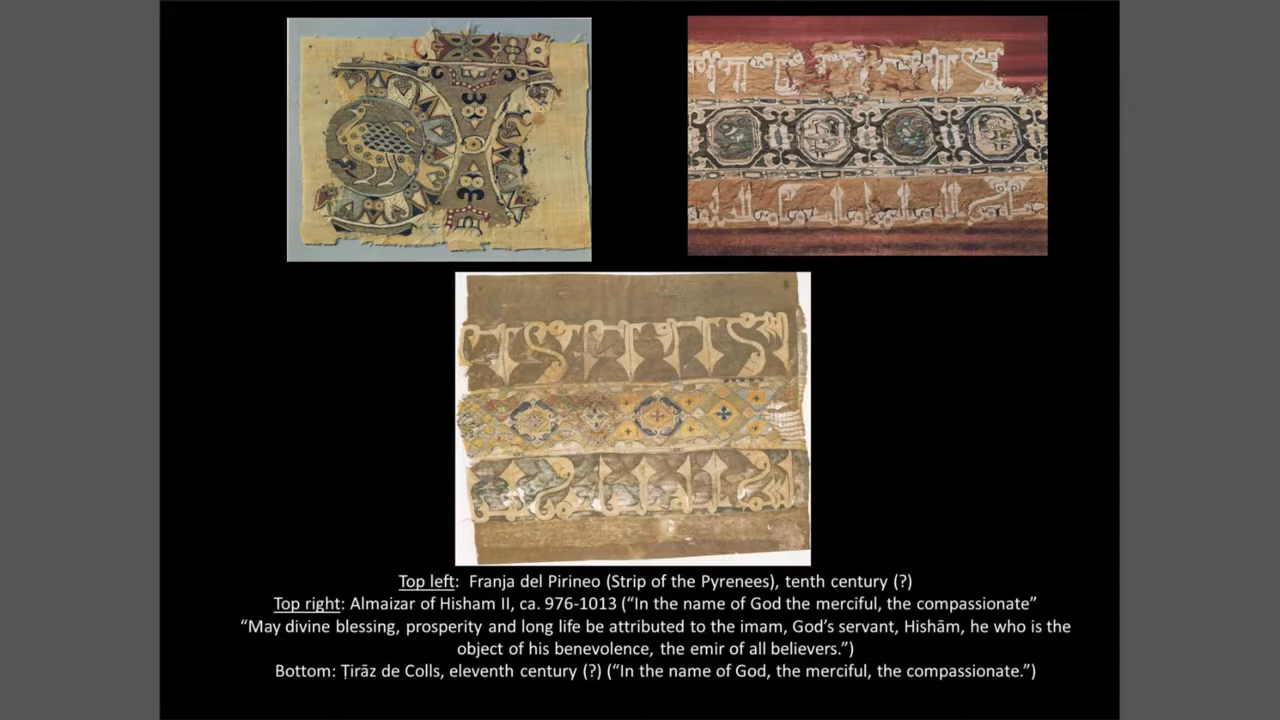 Top left: Franja del Pirineo (Strip of the Pyrenees), tenth century (?)
Top right: Almaizar of Hisham II, ca. 976-1013 (“In the name of God the merciful, the compassionate”
“May divine blessing, prosperity and long life be attributed to the imam, God’s servant, Hishām, he who is the
object of his benevolence, the emir of all believers.”)
Bottom: Ṭirāz de Colls, eleventh century (?) (“In the name of God, the merciful, the compassionate.”)